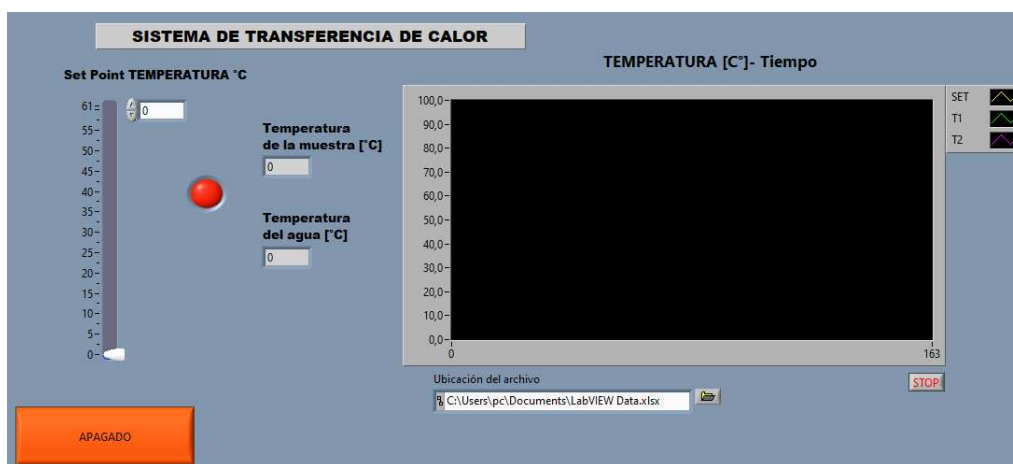 SISTEMA DE TRANSFERENCIA DE CALOR
Set Point TEMPERATURA °C
61
55
50
45
40
35
30
25
20
15
10
5
0
0
Temperatura
de la muestra [°C]
0
Temperatura
del agua [°C]
0
APAGADO
TEMPERATURA [C°]- Tiempo
100,0
90,0
80,0
70,0
60,0
50,0
40,0
30,0
20,0
10,0
0,0
0 163
SET
T1
T2
Ubicación del archivo
C:\Users\pc\Documents\LabVIEW Data.xlsx
STOP